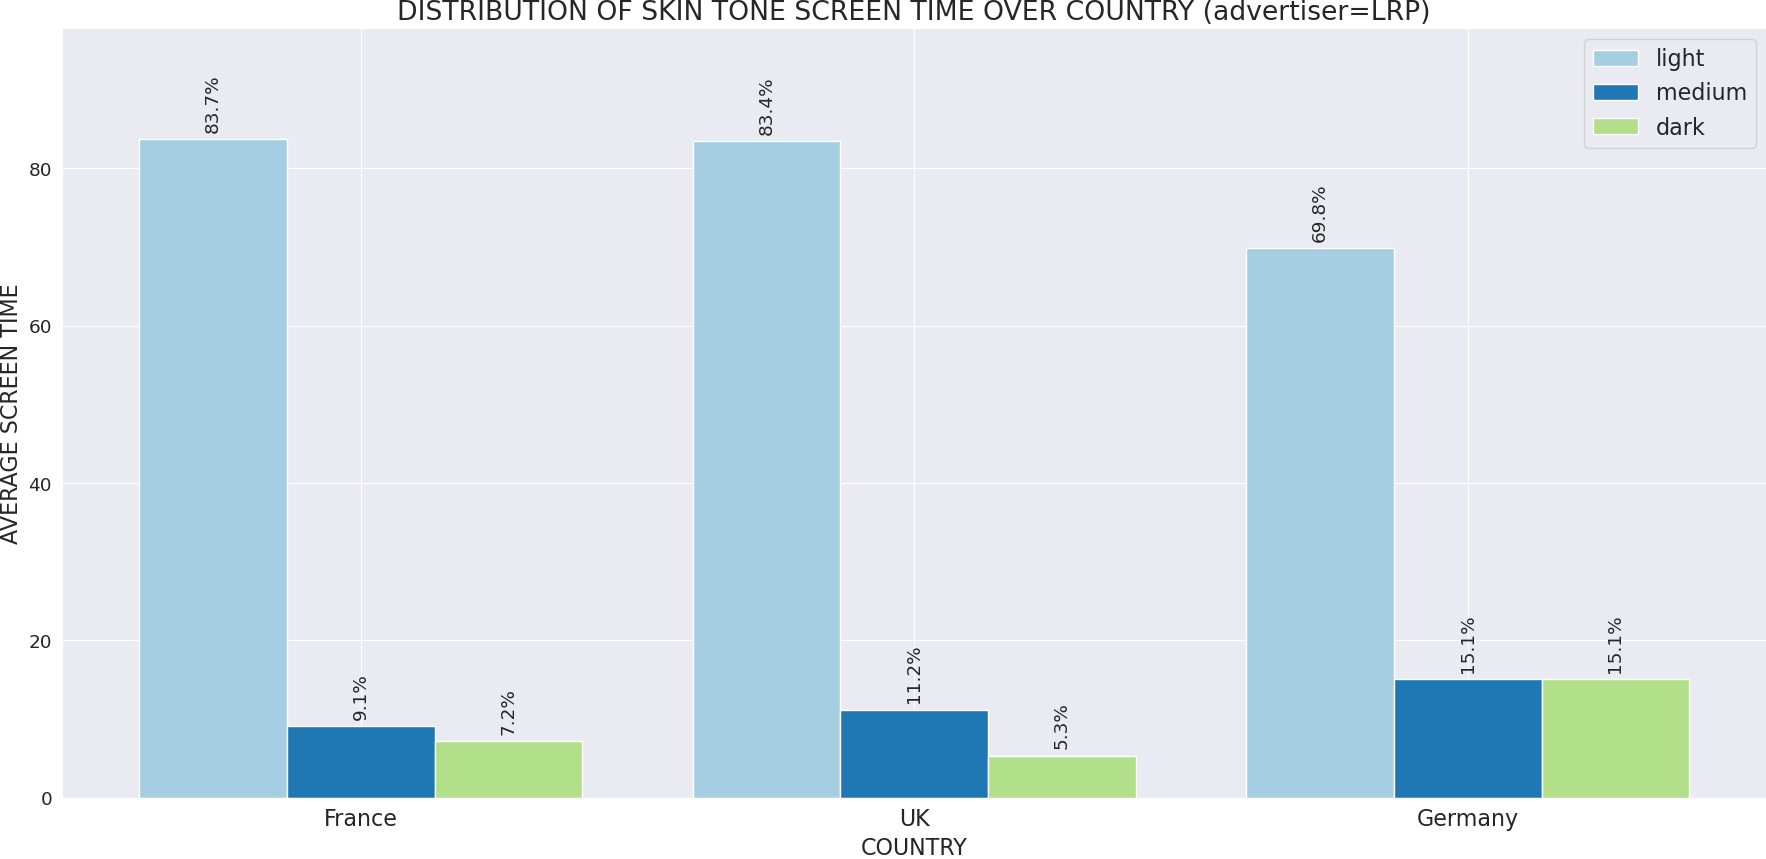 DISTRIBUTION OF SKIN TONE SCREEN TIME OVER COUNTRY (advertiser=LRP)
light
medium
dark
AVERAGE SCREEN TIME
80
60
40
20
0
83.7%
9.1%
7.2%
83.4%
11.2%
5.3%
69.8%
15.1%
15.1%
France
UK
Germany
COUNTRY